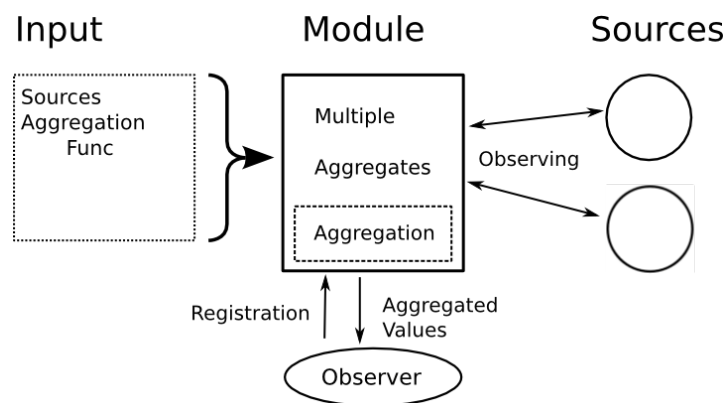 Input
Module
Sources
Sources
Aggregation
Func
Multiple
Aggregates
Aggregation
Observing
Registration
Aggregated
Values
Observer